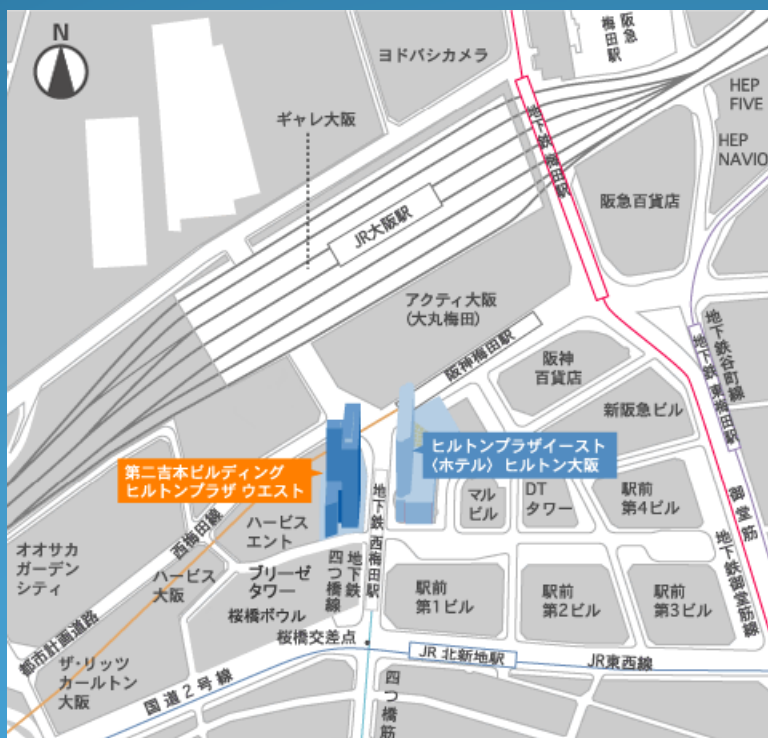 N
ヨドバシカメラ
阪急
梅田駅
HEP
FIVE
HEP
NAVIO
ギャレ大阪
地下鉄 梅田駅
JR大阪駅
阪急百貨店
アクティ大阪
(大丸梅田)
阪神梅田駅
阪神
百貨店
地下鉄谷町線
地下鉄 東梅田駅
新阪急ビル
ヒルトンプラザイースト
〈ホテル〉ヒルトン大阪
第二吉本ビルディング
ヒルトンプラザ ウエスト
マル
ビル
DT
タワー
駅前
第4ビル
御堂筋
地下鉄御堂筋線
西梅田線
ハービス
エント
地下鉄 西梅田駅
オオサカ
ガーデン
シティ
ハービス
大阪
ブリーゼ
タワー
地下鉄
四つ橋線
駅前
第1ビル
駅前
第2ビル
駅前
第3ビル
桜橋ボウル
桜橋交差点
都市計画道路
ザ・リッツ
カールトン
大阪
国道2号線
JR 北新地駅
JR東西線
四つ橋筋